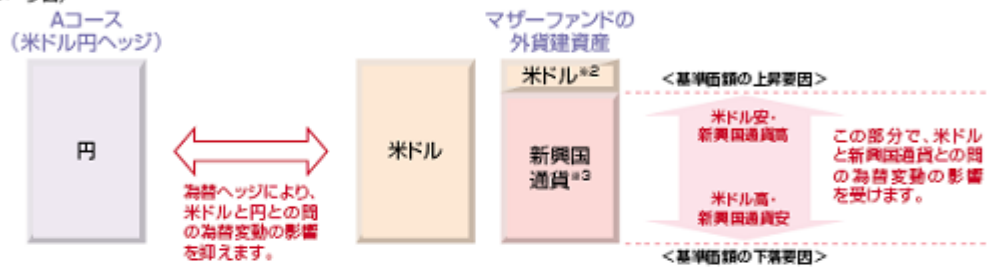 Aコース
（米ドル円ヘッジ）
マザーファンドの
外貨建資産
円
米ドル
米ドル※2
新興国
通貨※3
為替ヘッジにより、
米ドルと円との間
の為替変動の影響
を抑えます。
＜基準価額の上昇要因＞
米ドル安・
新興国通貨高
米ドル高・
新興国通貨安
＜基準価額の下落要因＞
この部分で、米ドル
と新興国通貨との間
の為替変動の影響
を受けます。